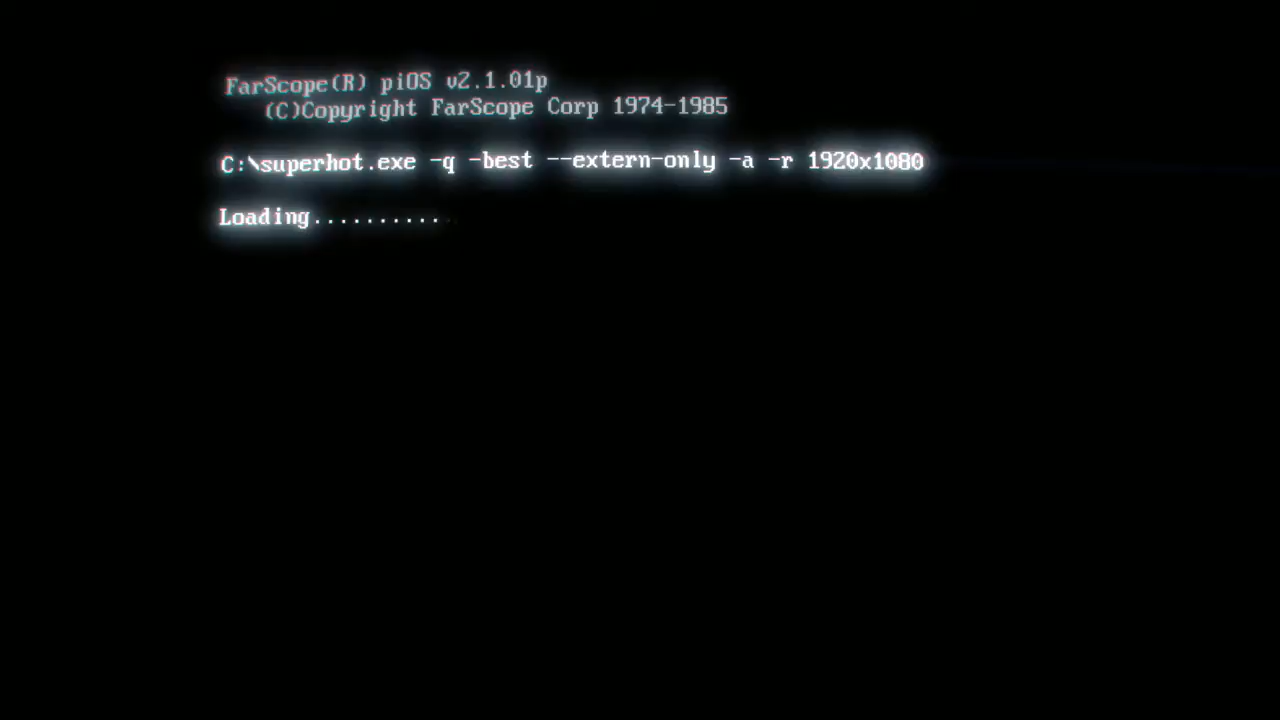 FarScope(R) piOS v2.1.01p
(C)Copyright FarScope Corp 1974-1985
C:\superhot.exe -q -best --extern-only -a -r 1920x1080
Loading...........